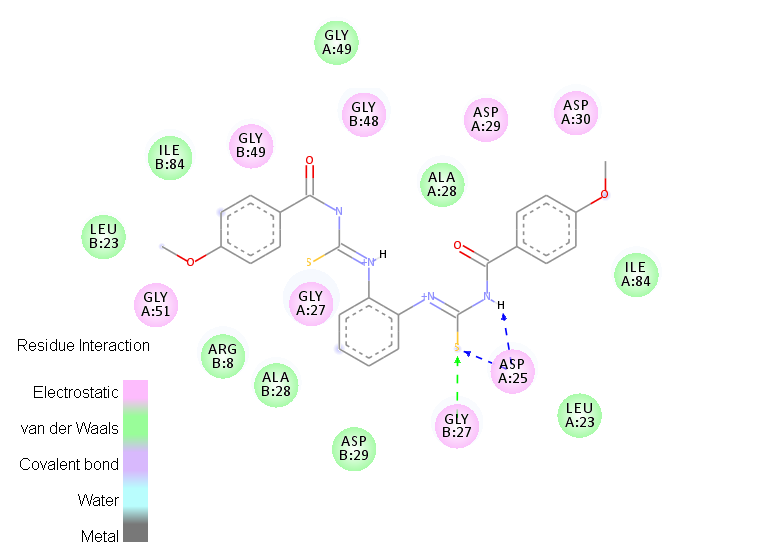 GLY
A:49
GLY
B:48
ASP
A:29
ASP
A:30
GLY
B:49
ILE
B:84
O
ALA
A:28
O
N
LEU
B:23
O
S
+N
H
O
ILE
A:84
GLY
A:51
GLY
A:27
+N
N
H
Residue Interaction
ARG
B:8
S
ASP
A:25
ALA
B:28
Electrostatic
LEU
A:23
van der Waals
GLY
B:27
ASP
B:29
Covalent bond
Water
Metal